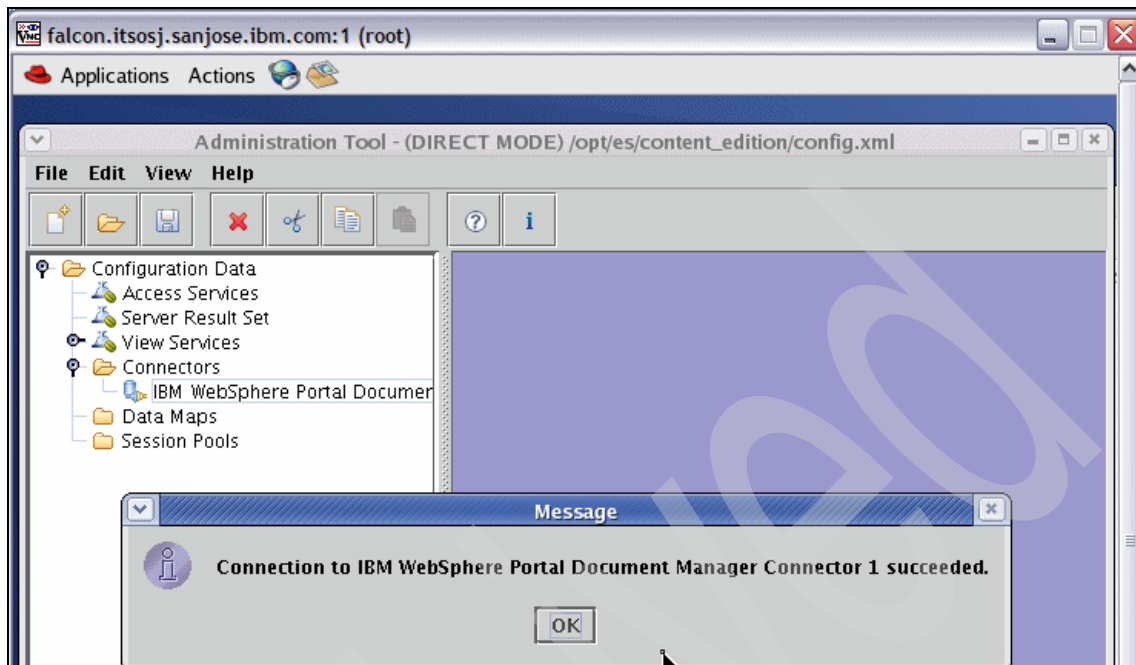 falcon.itsosj.sanjose.ibm.com:1 (root)
Applications Actions
Administration Tool - (DIRECT MODE) /opt/es/content_edition/config.xml
File Edit View Help
Configuration Data
Access Services
Server Result Set
View Services
Connectors
IBM WebSphere Portal Documen
Data Maps
Session Pools
Message
Connection to IBM WebSphere Portal Document Manager Connector 1 succeeded.
OK